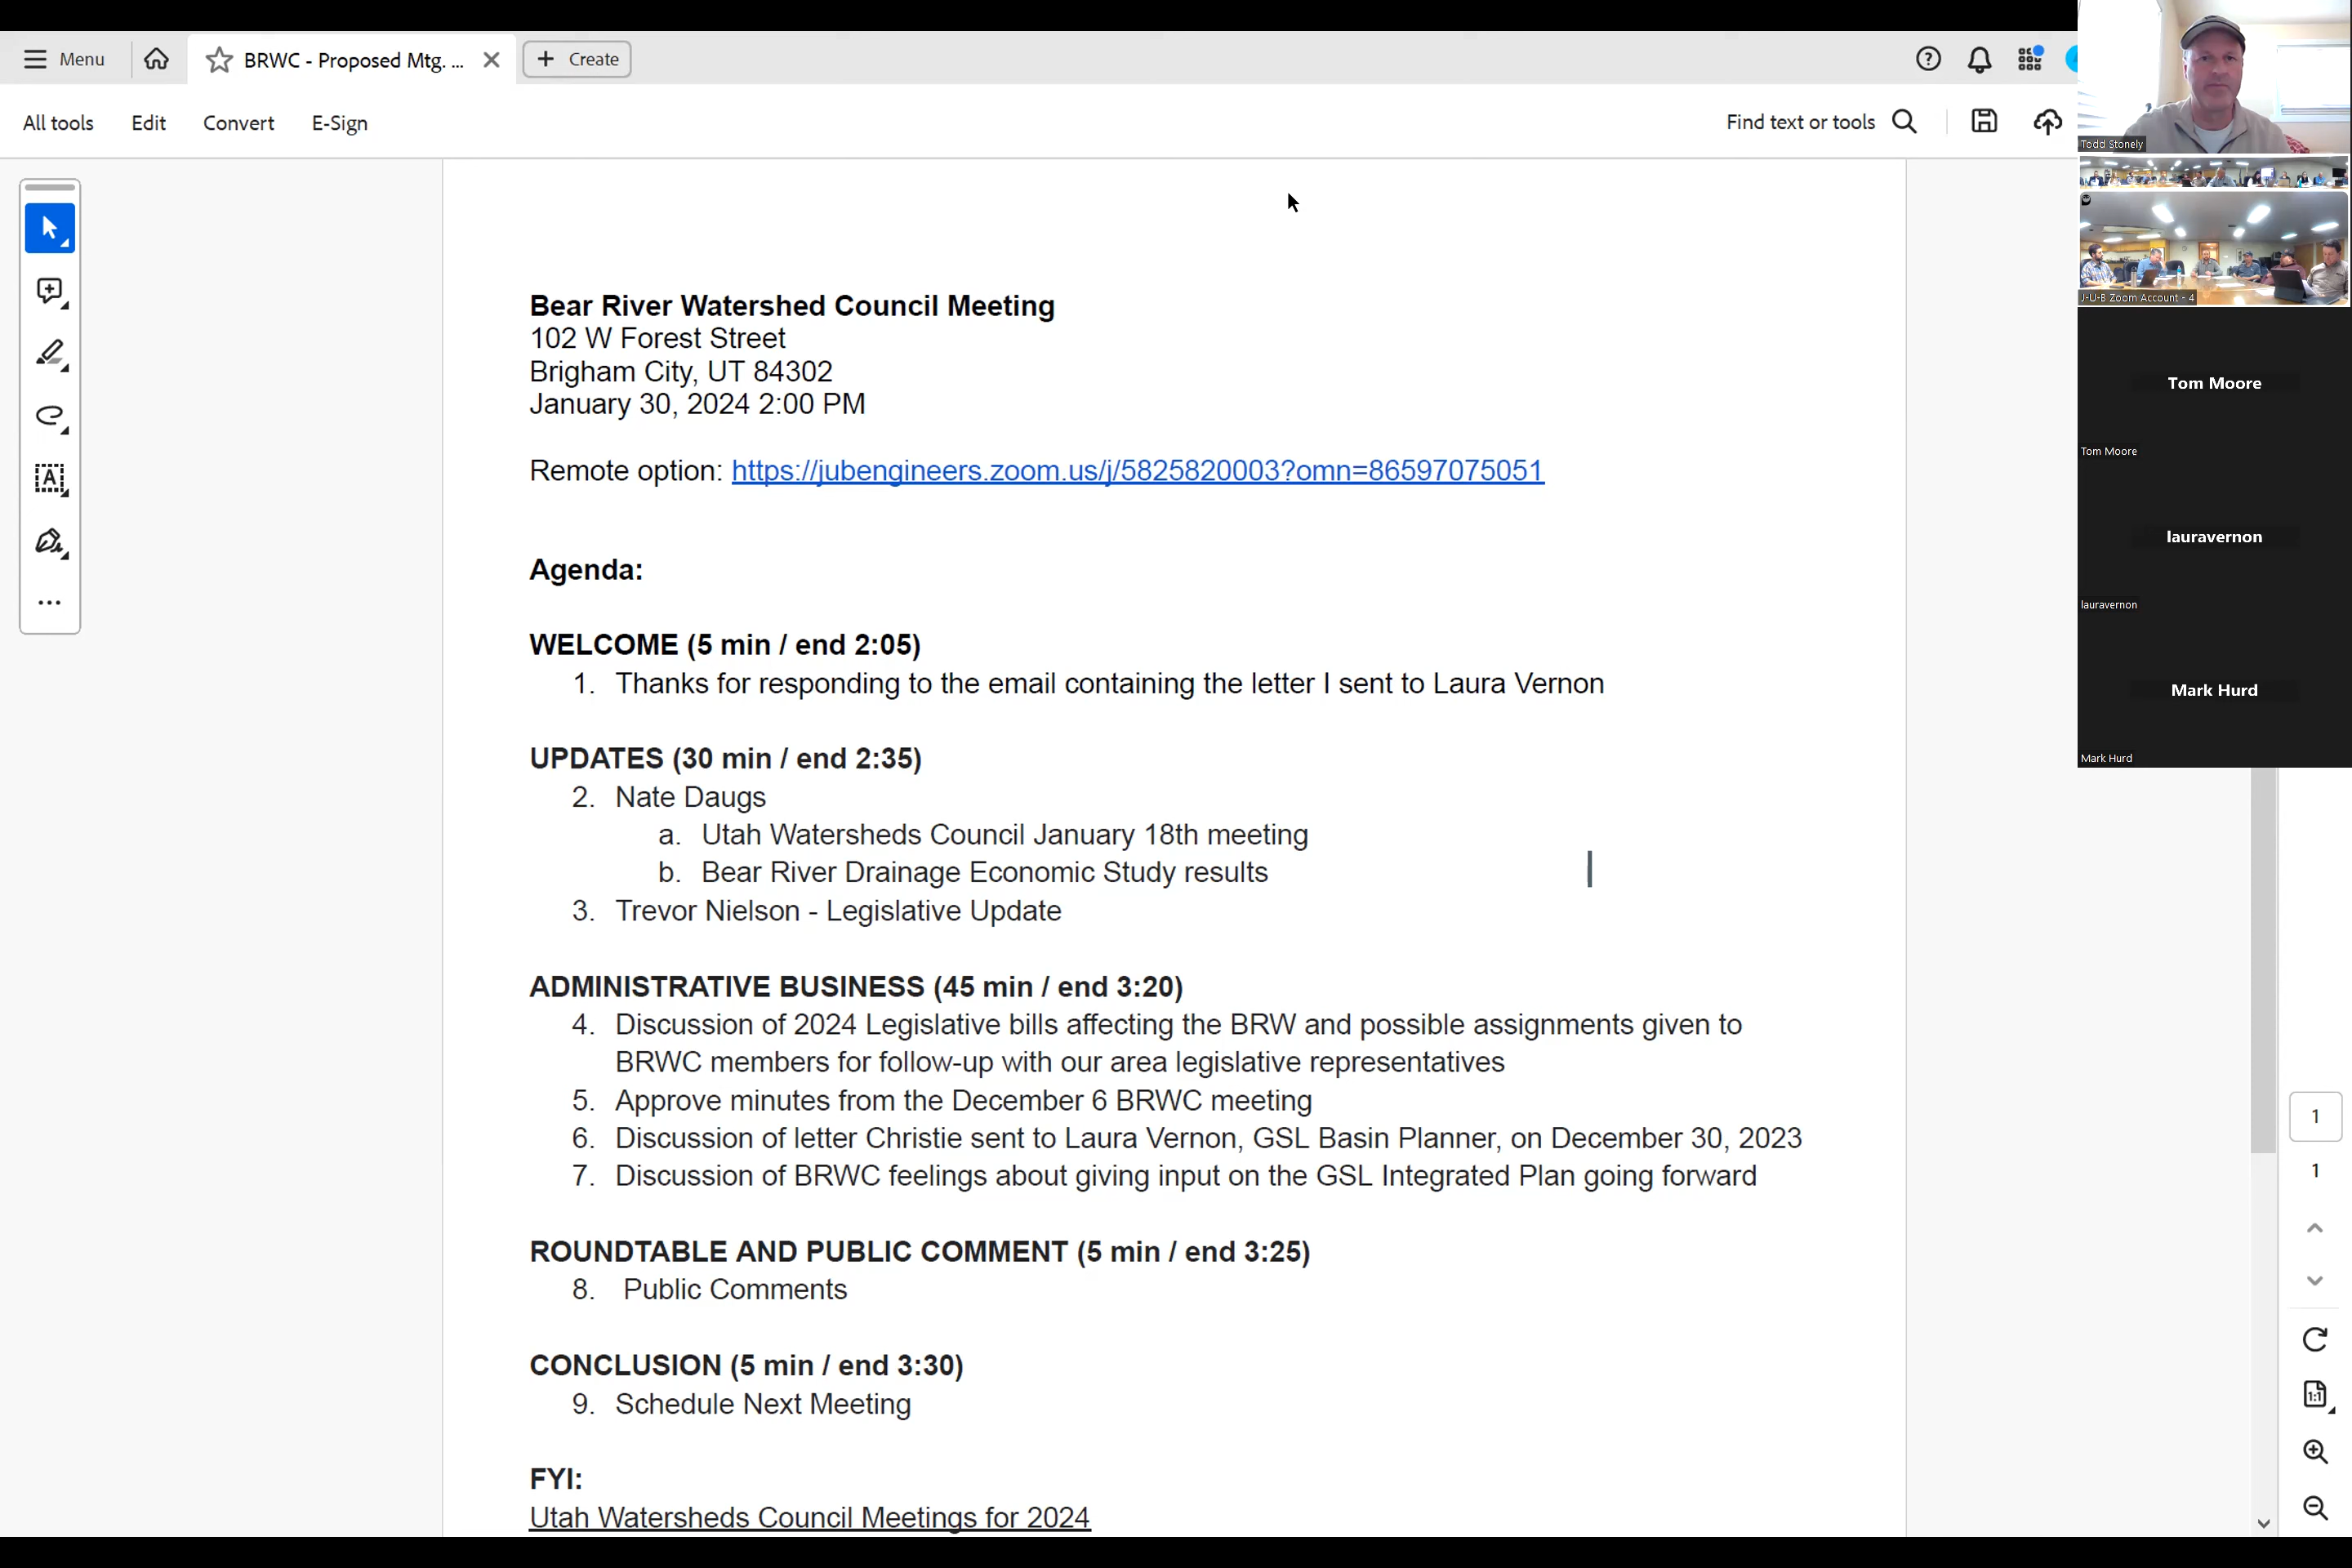 Menu
BRWC - Proposed Mtg. ...
Create
All tools
Edit
Convert
E-Sign
Find text or tools
Bear River Watershed Council Meeting
102 W Forest Street
Brigham City, UT 84302
January 30, 2024 2:00 PM
Remote option: https://jubengineers.zoom.us/j/5825820003?omn=86597075051
Agenda:
WELCOME (5 min / end 2:05)
1. Thanks for responding to the email containing the letter I sent to Laura Vernon
UPDATES (30 min / end 2:35)
2. Nate Daugs
a. Utah Watersheds Council January 18th meeting
b. Bear River Drainage Economic Study results
3. Trevor Nielson - Legislative Update
ADMINISTRATIVE BUSINESS (45 min / end 3:20)
4. Discussion of 2024 Legislative bills affecting the BRW and possible assignments given to
BRWC members for follow-up with our area legislative representatives
5. Approve minutes from the December 6 BRWC meeting
6. Discussion of letter Christie sent to Laura Vernon, GSL Basin Planner, on December 30, 2023
7. Discussion of BRWC feelings about giving input on the GSL Integrated Plan going forward
ROUNDTABLE AND PUBLIC COMMENT (5 min / end 3:25)
8. Public Comments
CONCLUSION (5 min / end 3:30)
9. Schedule Next Meeting
FYI:
Utah Watersheds Council Meetings for 2024
Todd Stonely
J-U-B Zoom Account - 4
Tom Moore
Tom Moore
lauravernon
lauravernon
Mark Hurd
Mark Hurd
1
1
1:1